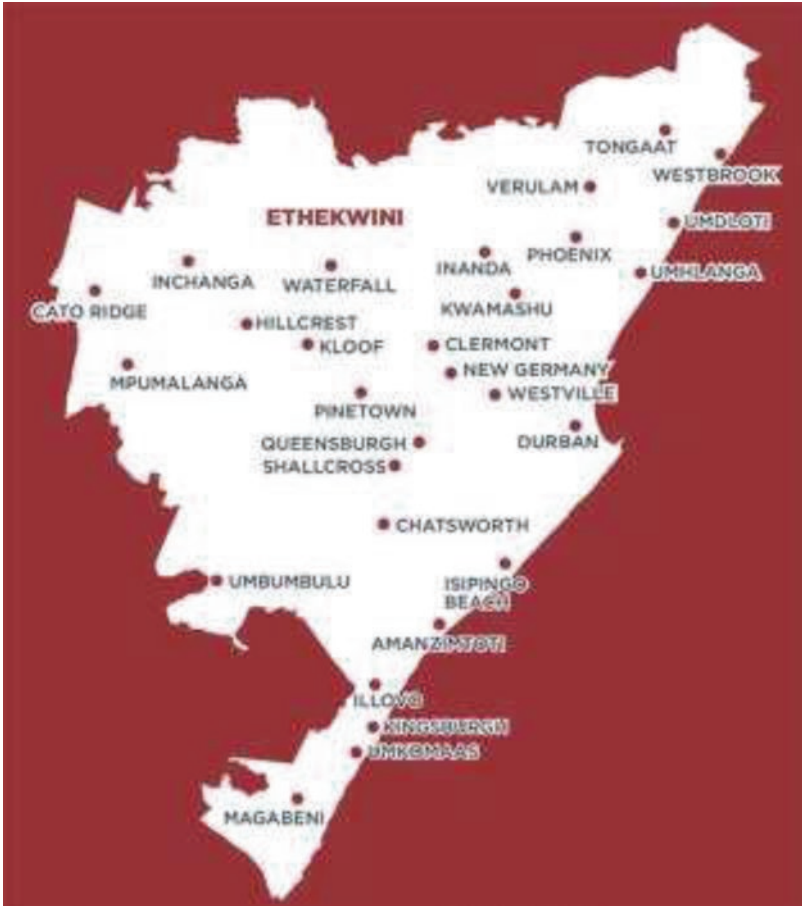 TONGAAT
WESTBROOK
VERULAM
ETHEKWINI
UMDLOTI
PHOENIX
INANDA
UMHLANGA
INCHANGA
WATERFALL
KWAMASHU
CATO RIDGE
HILLCREST
KLOOF
CLERMONT
NEW GERMANY
MPUMALANGA
WESTVILLE
PINETOWN
QUEENSBURGH
DURBAN
SHALLCROSS
CHATSWORTH
UMBUMBULU
ISIPINGO
BEACH
AMANZIMTOTI
ILLOVO
KINGSBURGH
UMKOMAAS
MAGABENI